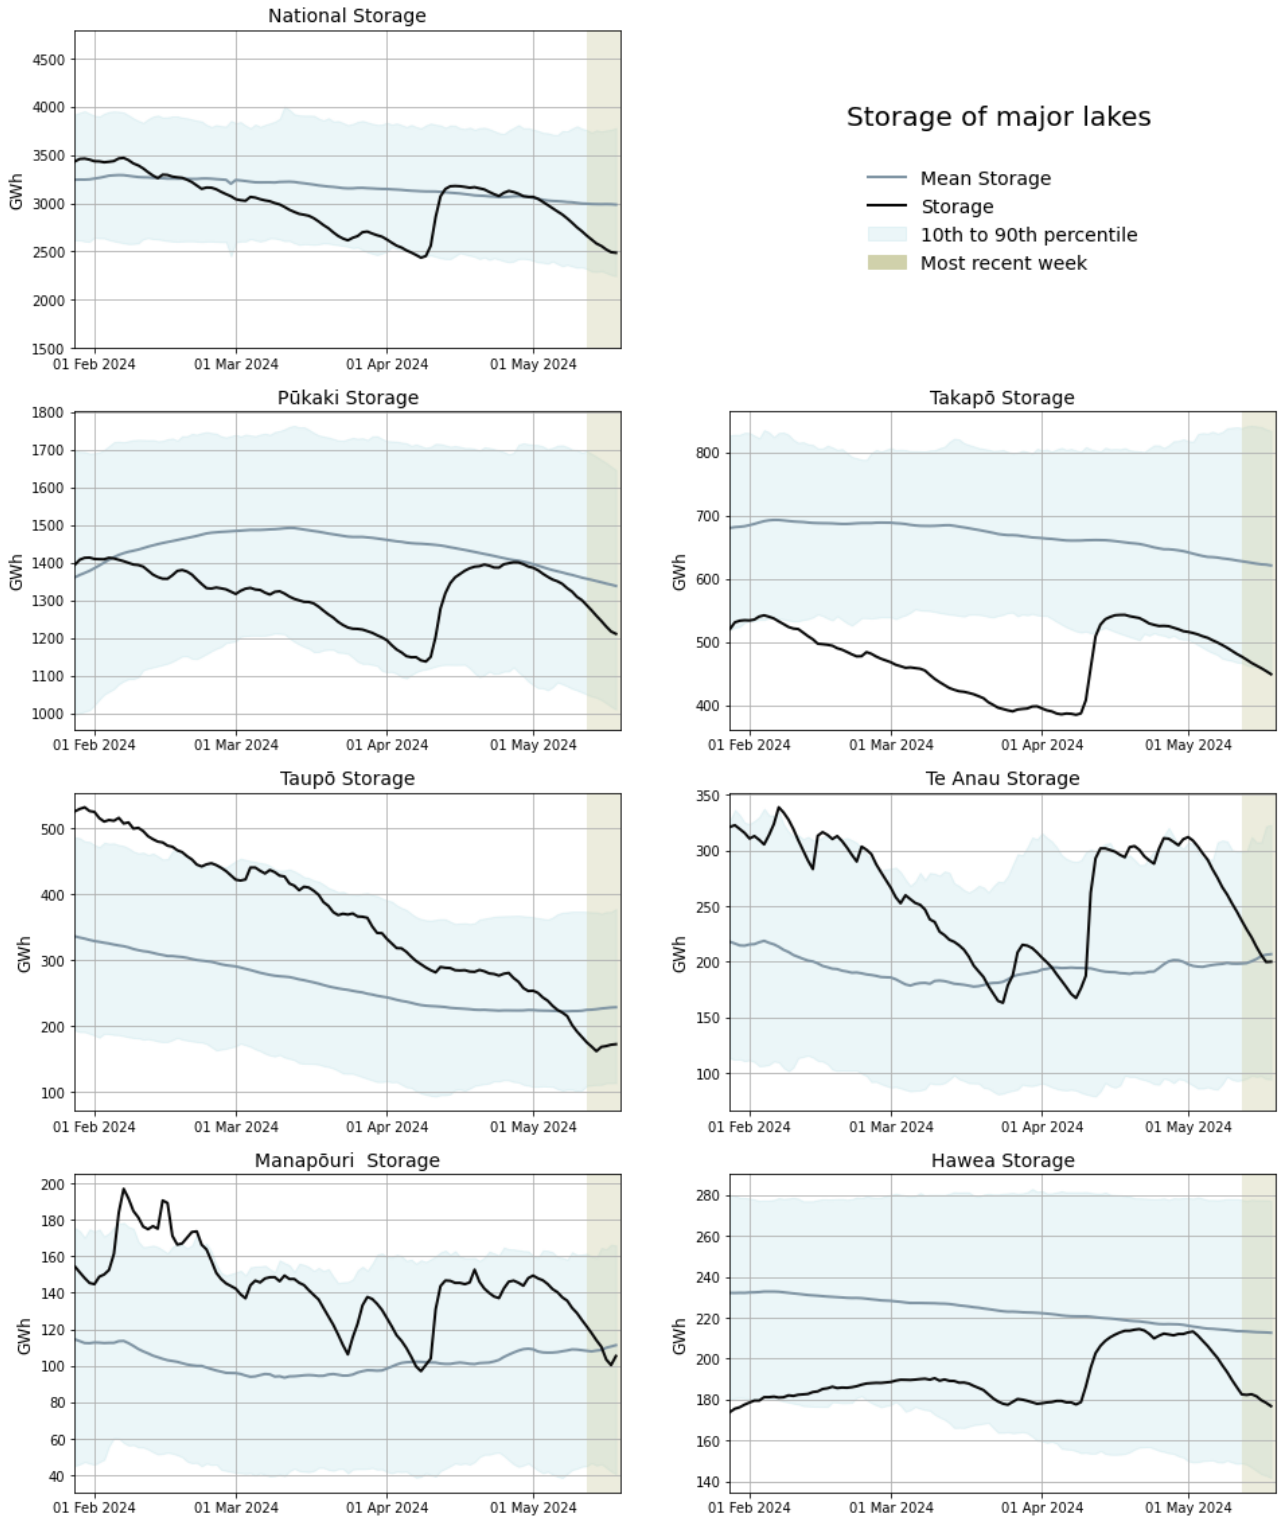 National Storage
GWh
4500
4000
3500
3000
2500
2000
1500
01 Feb 2024
01 Mar 2024
01 Apr 2024
01 May 2024
Storage of major lakes
Mean Storage
Storage
10th to 90th percentile
Most recent week
Pūkaki Storage
GWh
1800
1700
1600
1500
1400
1300
1200
1100
1000
01 Feb 2024
01 Mar 2024
01 Apr 2024
01 May 2024
Takapō Storage
GWh
800
700
600
500
400
01 Feb 2024
01 Mar 2024
01 Apr 2024
01 May 2024
Taupō Storage
GWh
500
400
300
200
100
01 Feb 2024
01 Mar 2024
01 Apr 2024
01 May 2024
Te Anau Storage
GWh
350
300
250
200
150
100
01 Feb 2024
01 Mar 2024
01 Apr 2024
01 May 2024
Manapōuri  Storage
GWh
200
180
160
140
120
100
80
60
40
01 Feb 2024
01 Mar 2024
01 Apr 2024
01 May 2024
Hawea Storage
GWh
280
260
240
220
200
180
160
140
01 Feb 2024
01 Mar 2024
01 Apr 2024
01 May 2024